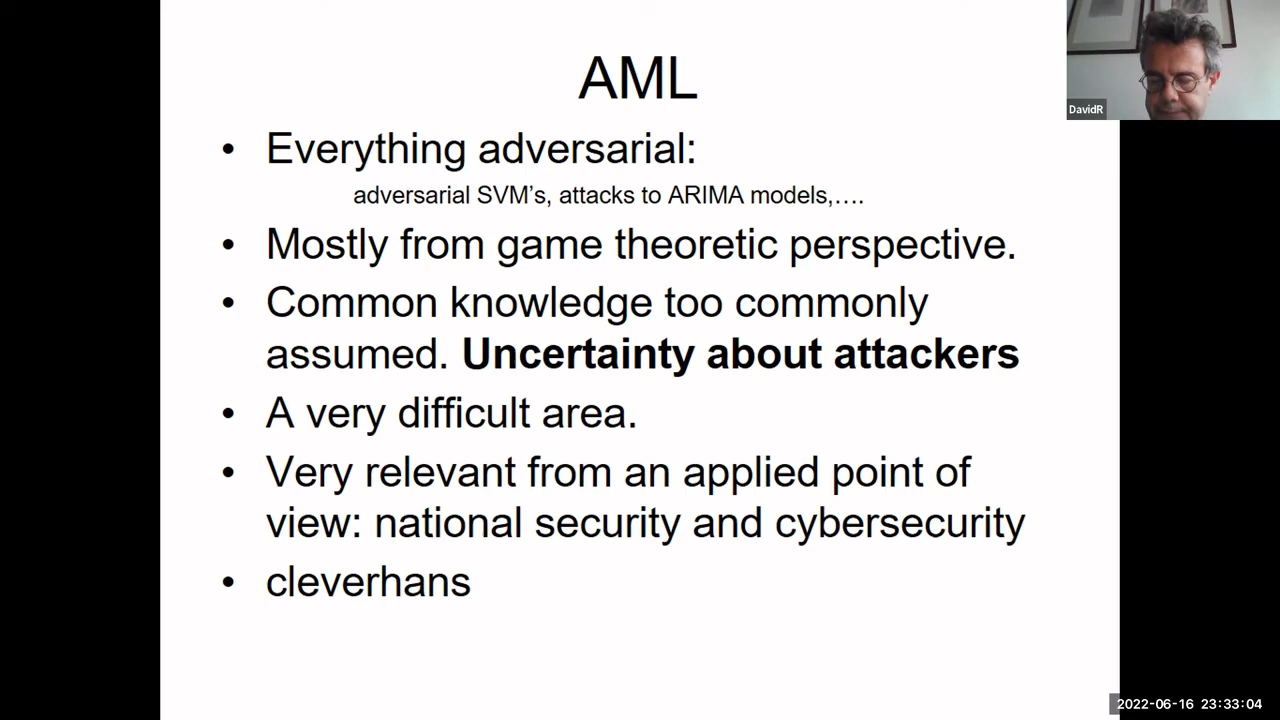 AML
• Everything adversarial:
adversarial SVM's, attacks to ARIMA models,....
• Mostly from game theoretic perspective.
• Common knowledge too commonly
assumed. Uncertainty about attackers
• A very difficult area.
• Very relevant from an applied point of
view: national security and cybersecurity
• cleverhans
DavidR
2022-06-16 23:33:04